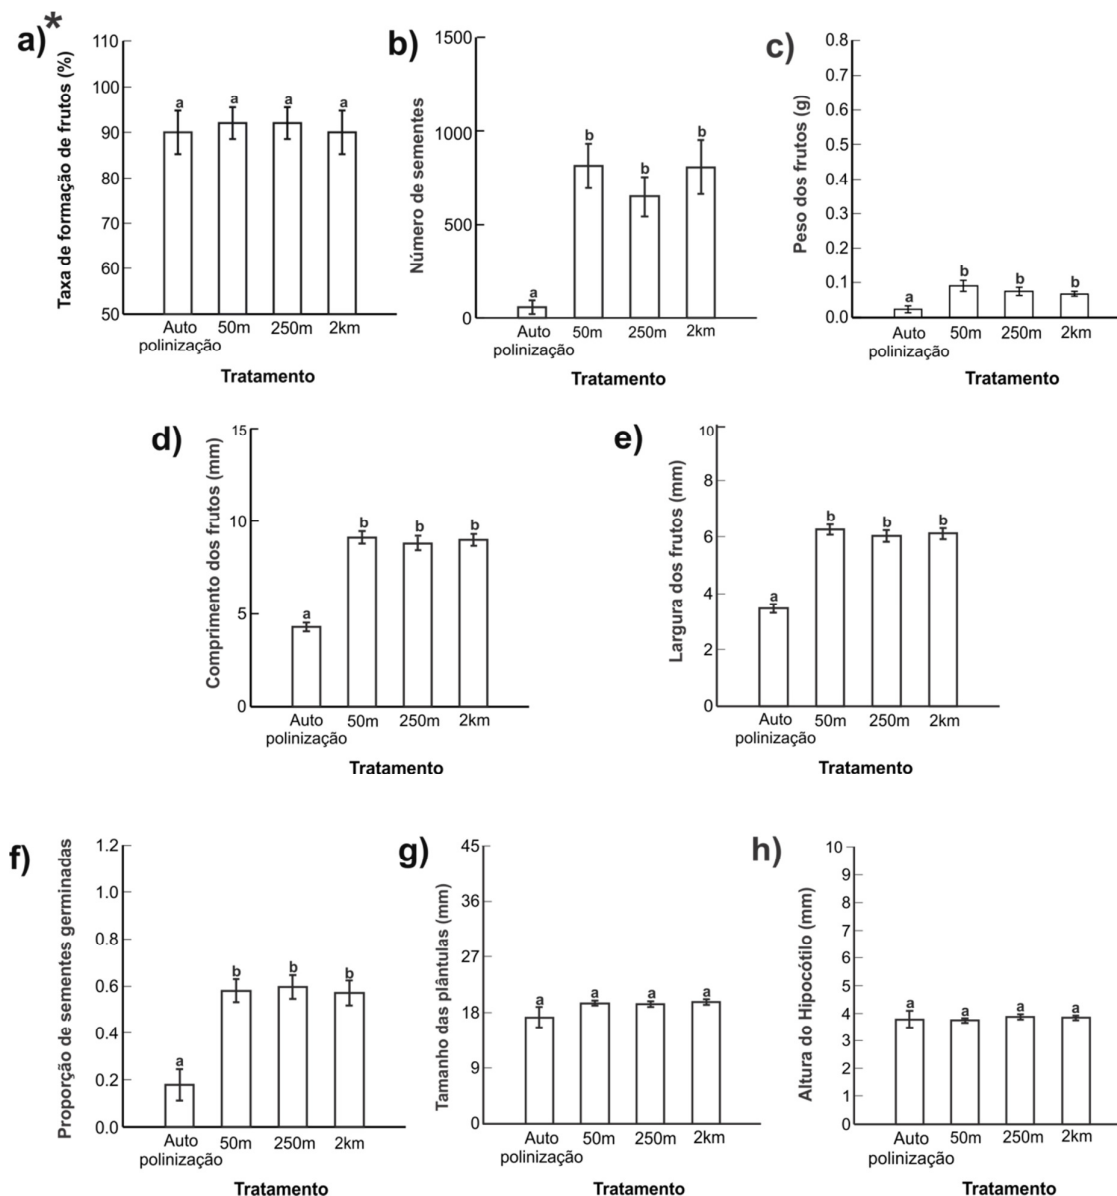 a)*
Taxa de formação de frutos (%)
110
100
90
80
70
60
50
a a a a
Auto polinização 50m 250m 2km
Tratamento
b)
Número de sementes
1500
1000
500
0
a b b b
Auto polinização 50m 250m 2km
Tratamento
c)
Peso dos frutos (g)
0.8
0.7
0.6
0.5
0.4
0.3
0.2
0.1
0.0
a b b b
Auto polinização 50m 250m 2km
Tratamento
d)
Comprimento dos frutos (mm)
15
10
5
0
a b b b
Auto polinização 50m 250m 2km
Tratamento
e)
Largura dos frutos (mm)
10
8
6
4
2
0
a b b b
Auto polinização 50m 250m 2km
Tratamento
f)
Proporção de sementes germinadas
1.2
1.0
0.8
0.6
0.4
0.2
0.0
a b b b
Auto polinização 50m 250m 2km
Tratamento
g)
Tamanho das plântulas (mm)
45
36
27
18
9
0
a a a a
Auto polinização 50m 250m 2km
Tratamento
h)
Altura do Hipocótilo (mm)
10
9
8
7
6
5
4
3
2
1
0
a a a a
Auto polinização 50m 250m 2km
Tratamento